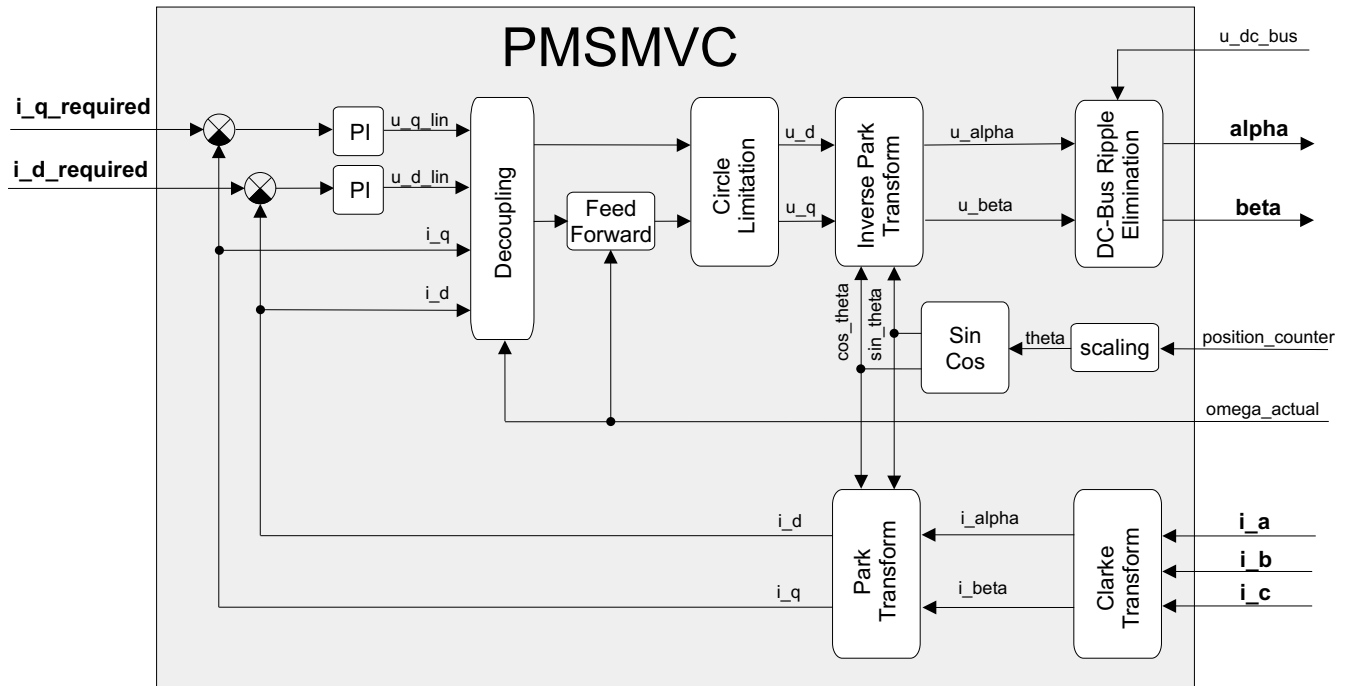 PMSMVC
u_dc_bus
i_q_required
PI
u_q_lin
i_d_required
PI
u_d_lin
Decoupling
i_q
i_d
Feed
Forward
Circle
Limitation
u_d
u_q
Inverse Park
Transform
u_alpha
u_beta
DC-Bus Ripple
Elimination
alpha
beta
cos_theta
sin_theta
Sin
Cos
theta
scaling
position_counter
omega_actual
i_d
i_q
Park
Transform
i_alpha
i_beta
Clarke
Transform
i_a
i_b
i_c